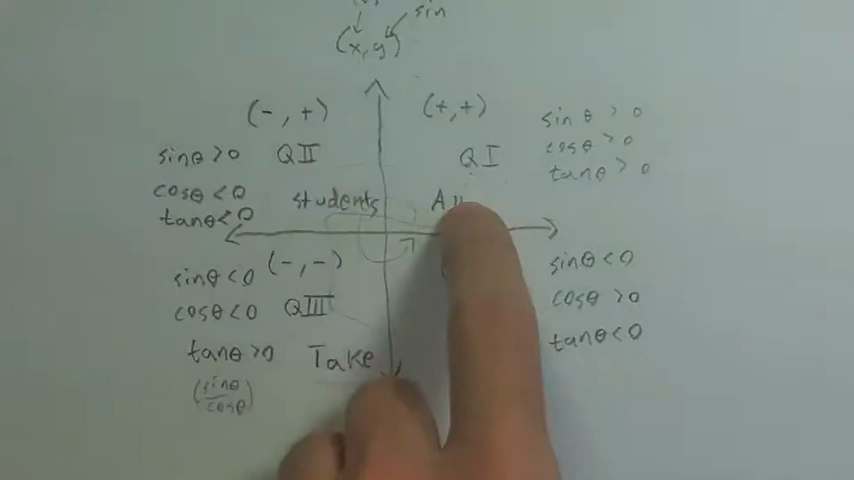 sin
(x,y)
(-,+)
(+,+)
sinθ>0
QII
QI
sin θ > 0
cosθ > 0
tanθ > 0
cosθ<0
tanθ<0
students
(-,-)
sinθ<0
cosθ<0
QIII
tanθ>0
Take
(sinθ
cosθ)
sinθ<0
cosθ >0
tanθ<0